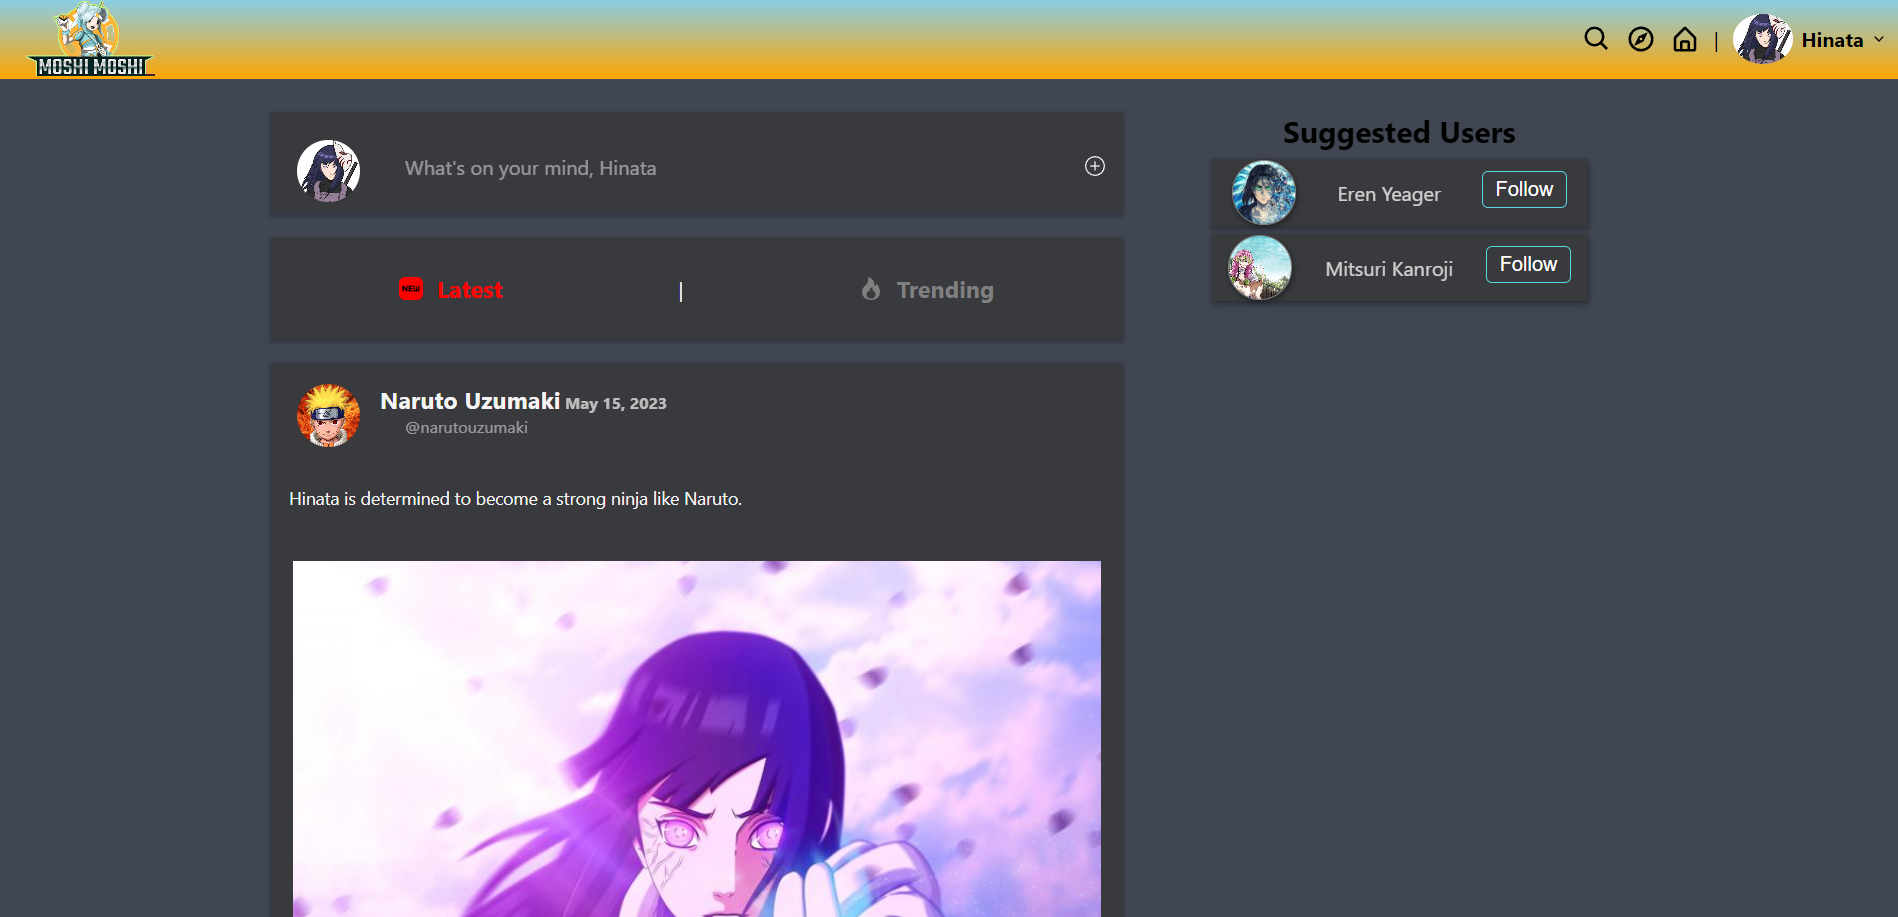 MOSHI MOSHI
| Hinata
What's on your mind, Hinata
NEW Latest | Trending
Naruto Uzumaki May 15, 2023
@narutouzumaki
Hinata is determined to become a strong ninja like Naruto.
Suggested Users
Eren Yeager Follow
Mitsuri Kanroji Follow